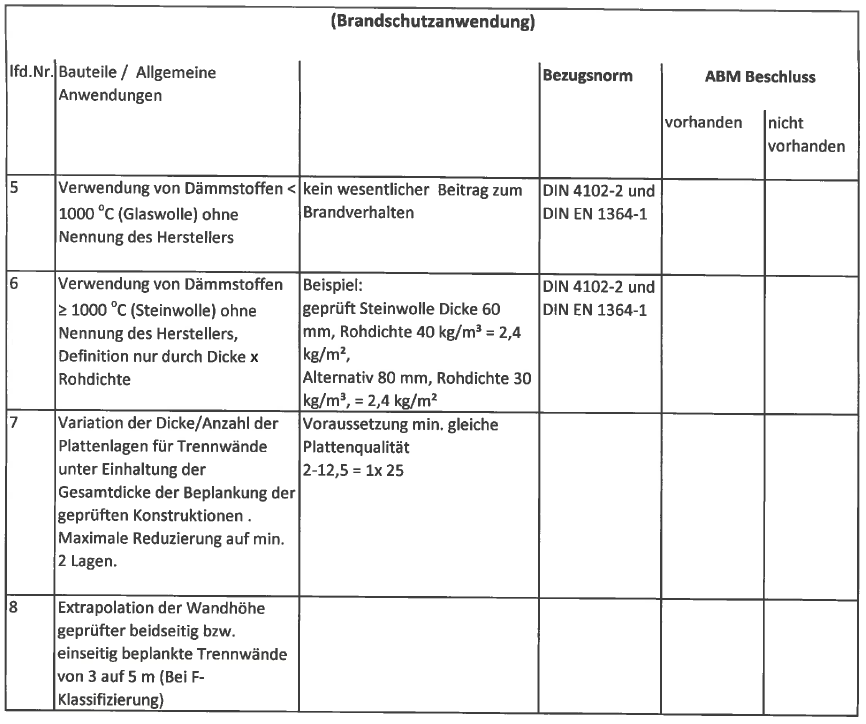 (Brandschutzanwendung)
lfd.Nr.
Bauteile / Allgemeine
Anwendungen
Bezugsnorm
ABM Beschluss
vorhanden
nicht
vorhanden
5
Verwendung von Dämmstoffen <
1000 °C (Glaswolle) ohne
Nennung des Herstellers
kein wesentlicher Beitrag zum
Brandverhalten
DIN 4102-2 und
DIN EN 1364-1
6
Verwendung von Dämmstoffen
≥ 1000 °C (Steinwolle) ohne
Nennung des Herstellers,
Definition nur durch Dicke x
Rohdichte
Beispiel:
geprüft Steinwolle Dicke 60
mm, Rohdichte 40 kg/m³ = 2,4
kg/m²,
Alternativ 80 mm, Rohdichte 30
kg/m³, = 2,4 kg/m²
DIN 4102-2 und
DIN EN 1364-1
7
Variation der Dicke/Anzahl der
Plattenlagen für Trennwände
unter Einhaltung der
Gesamtdicke der Beplankung der
geprüften Konstruktionen .
Maximale Reduzierung auf min.
2 Lagen.
Voraussetzung min. gleiche
Plattenqualität
2-12,5 = 1x 25
8
Extrapolation der Wandhöhe
geprüfter beidseitig bzw.
einseitig beplankte Trennwände
von 3 auf 5 m (Bei F-
Klassifizierung)